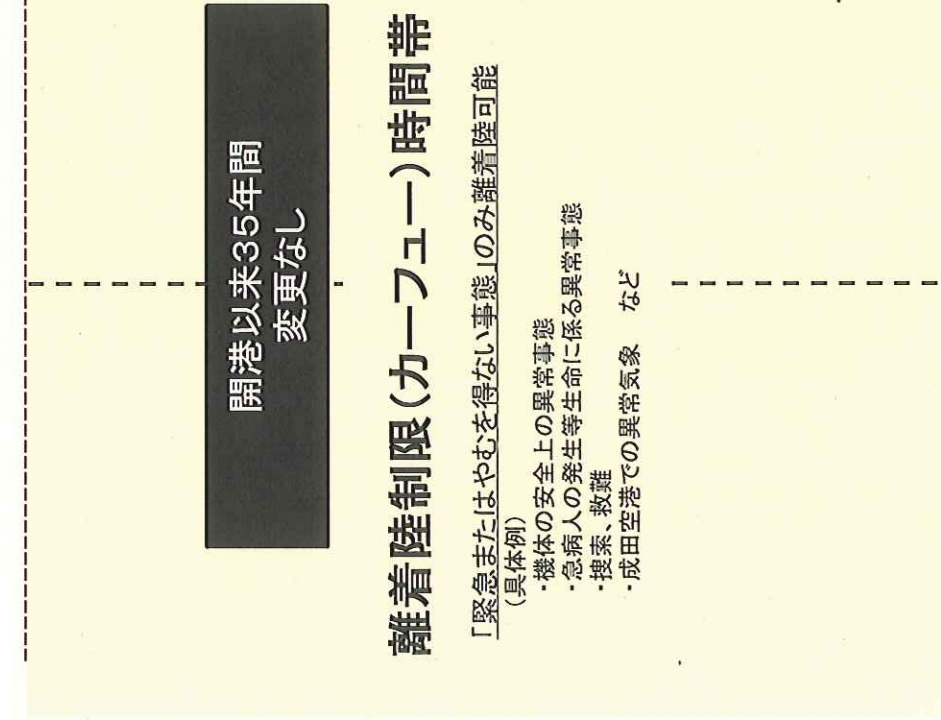 開港以来35年間
変更なし
離着陸制限(カーフュー)時間帯
「緊急またはやむを得ない事態」のみ離着陸可能
(具体例)
・機体の安全上の異常事態
・急病人の発生等生命に係る異常事態
・捜索、救難
・成田空港での異常気象　など